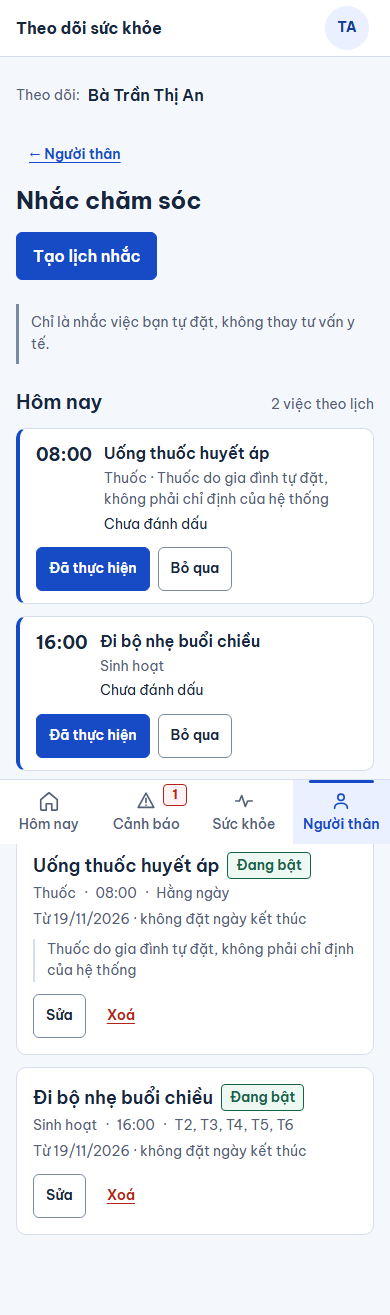 Theo dõi sức khỏe
TA
Theo dõi: Bà Trần Thị An
← Người thân
Nhắc chăm sóc
Tạo lịch nhắc
Chỉ là nhắc việc bạn tự đặt, không thay tư vấn y
tế.
Hôm nay
2 việc theo lịch
08:00 Uống thuốc huyết áp
Thuốc · Thuốc do gia đình tự đặt,
không phải chỉ định của hệ thống
Chưa đánh dấu
Đã thực hiện
Bỏ qua
16:00 Đi bộ nhẹ buổi chiều
Sinh hoạt
Chưa đánh dấu
Đã thực hiện
Bỏ qua
1
Hôm nay
Cảnh báo
Sức khỏe
Người thân
Uống thuốc huyết áp
Đang bật
Thuốc · 08:00 · Hằng ngày
Từ 19/11/2026 · không đặt ngày kết thúc
Thuốc do gia đình tự đặt, không phải chỉ định
của hệ thống
Sửa
Xoá
Đi bộ nhẹ buổi chiều
Đang bật
Sinh hoạt · 16:00 · T2, T3, T4, T5, T6
Từ 19/11/2026 · không đặt ngày kết thúc
Sửa
Xoá